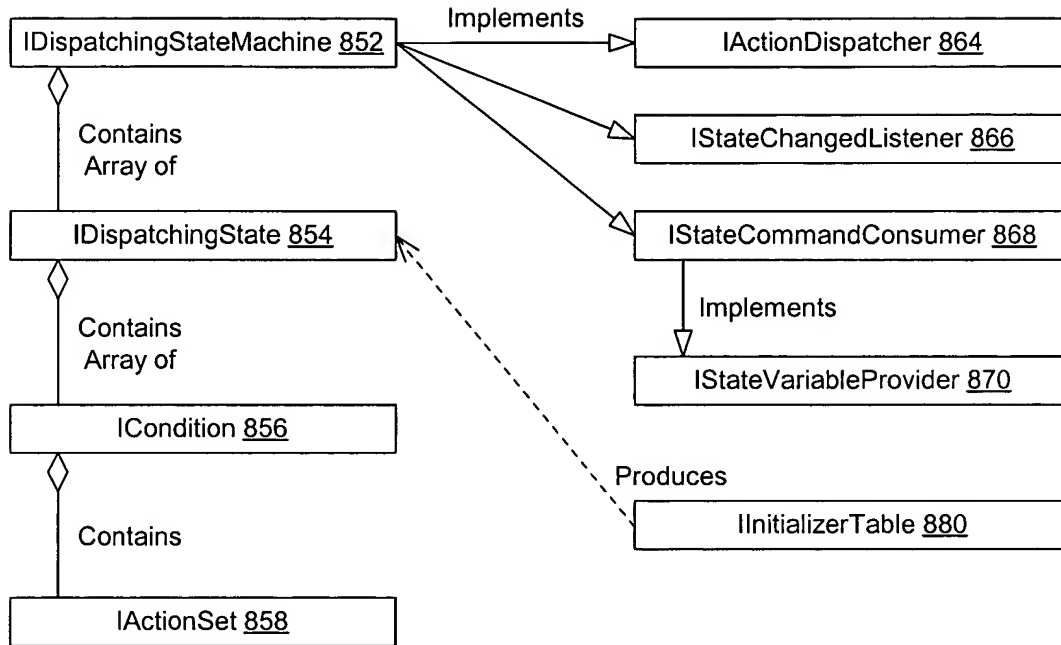 Implements
IDispatchingStateMachine 852
IActionDispatcher 864
Contains
Array of
IStateChangedListener 866
IDispatchingState 854
IStateCommandConsumer 868
Contains
Array of
Implements
IStateVariableProvider 870
ICondition 856
Produces
IInitializerTable 880
Contains
IActionSet 858